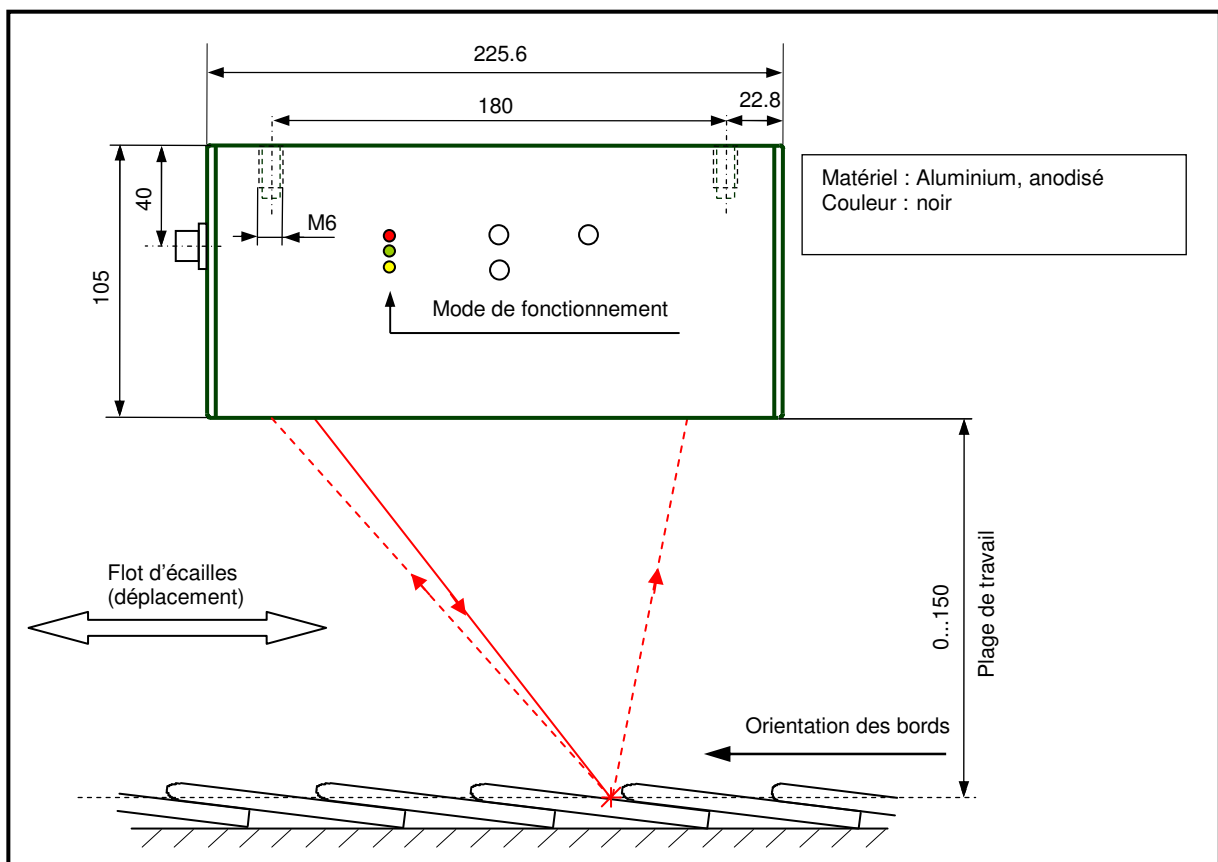 225.6
180
22.8
40
105
M6
Matériel : Aluminium, anodisé
Couleur : noir
Mode de fonctionnement
Flot d'écailles
(déplacement)
0...150
Plage de travail
Orientation des bords